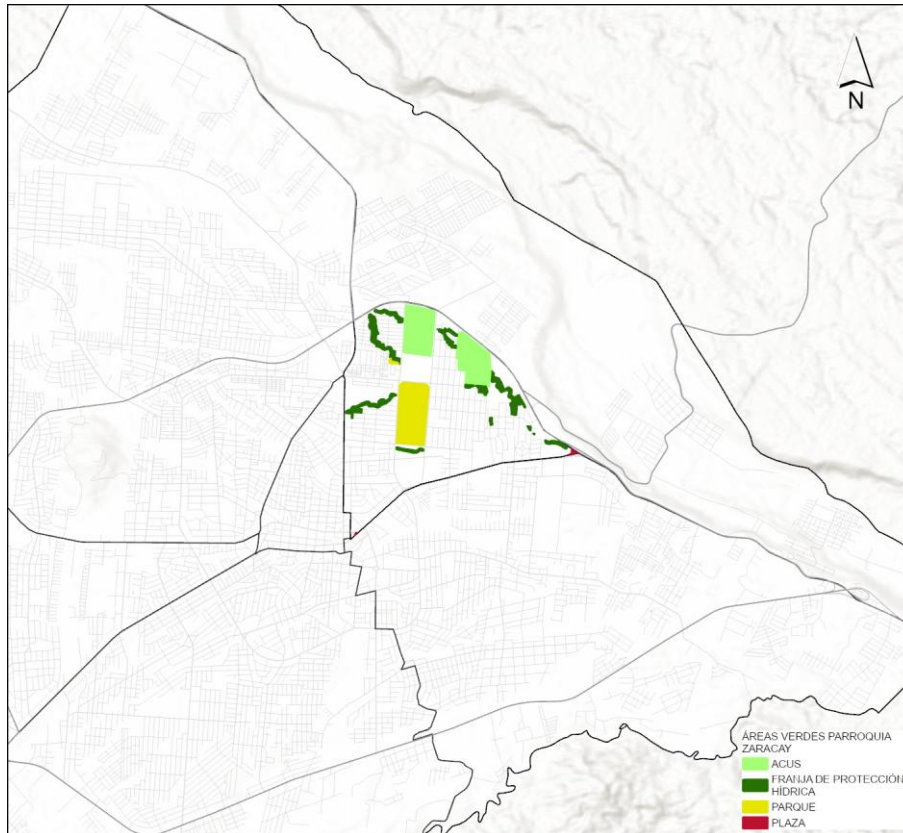 N
ÁREAS VERDES PARROQUIA
ZARACAY
ACUS
FRANJA DE PROTECCIÓN
HÍDRICA
PARQUE
PLAZA